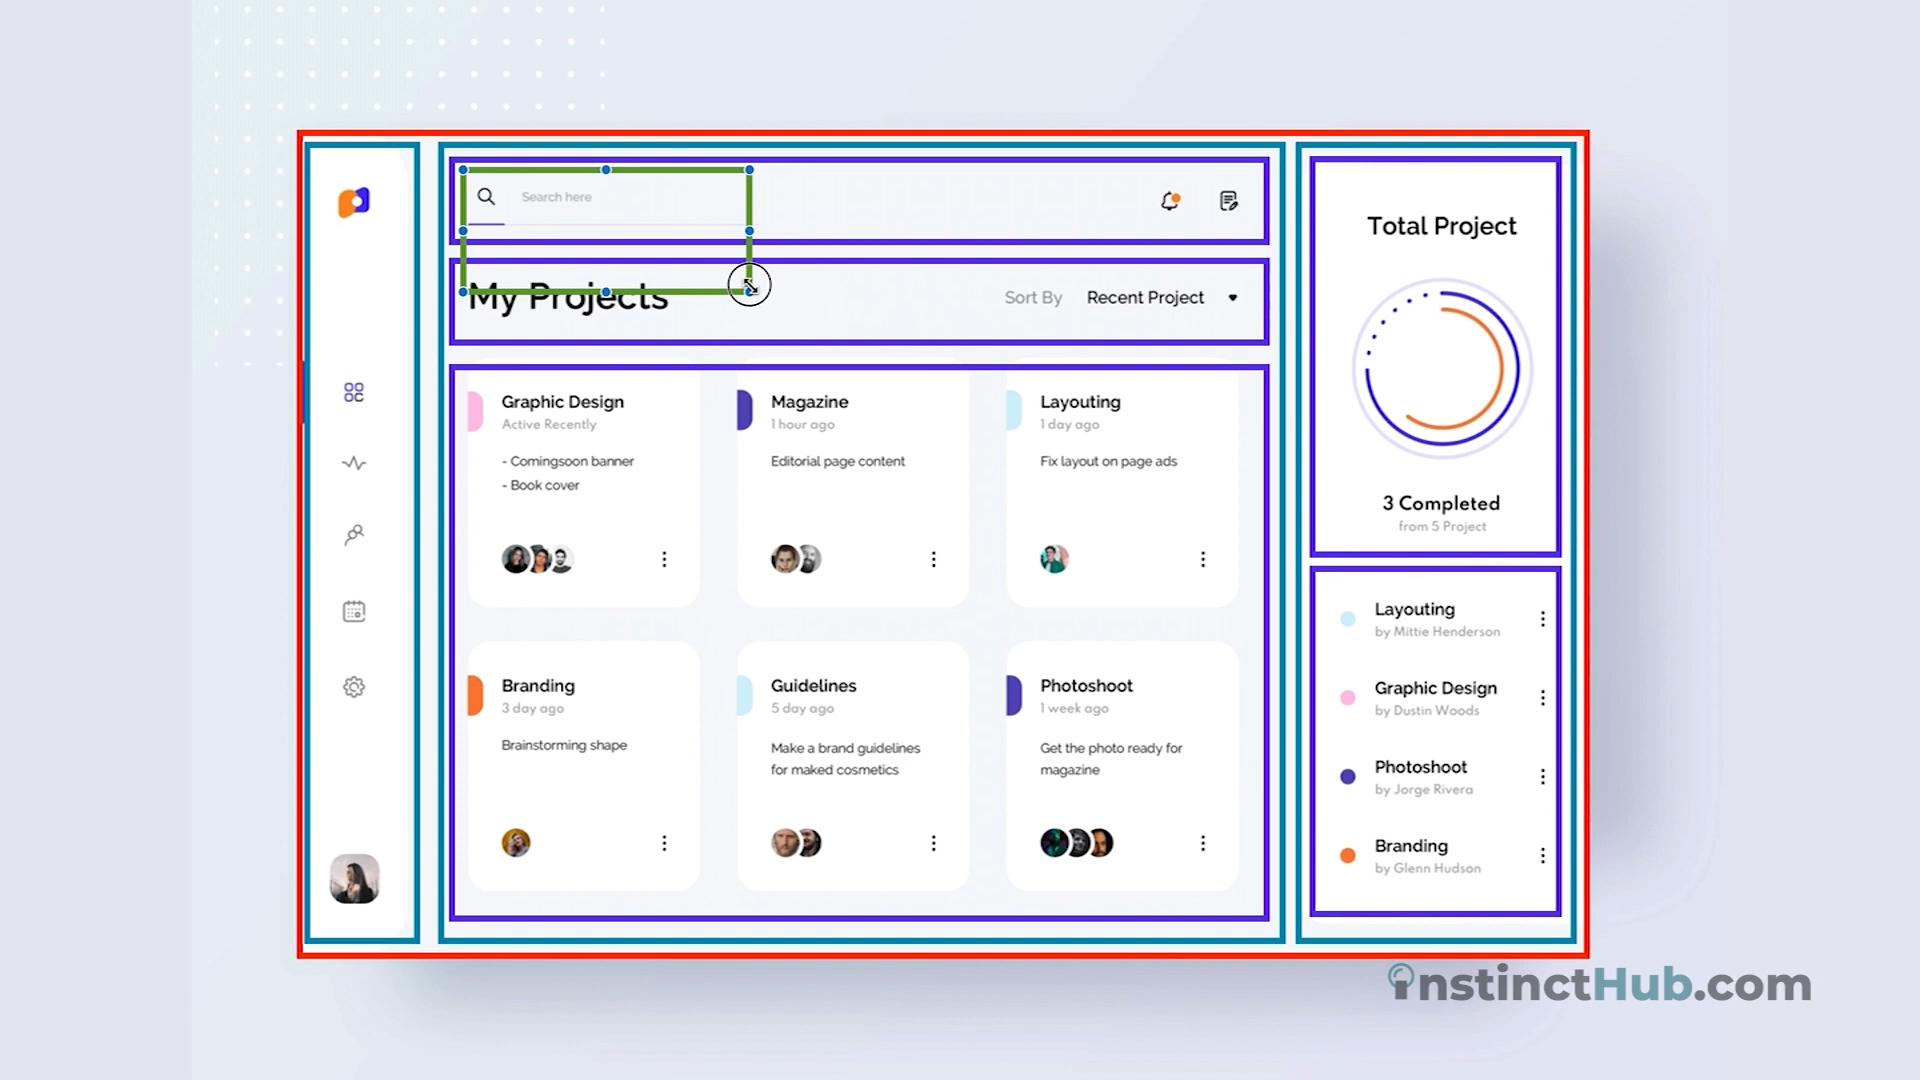 Search here
My Projects
Sort By Recent Project
Graphic Design
Active Recently
- Comingsoon banner
- Book cover
Magazine
1 hour ago
Editorial page content
Layouting
1 day ago
Fix layout on page ads
Branding
3 day ago
Brainstorming shape
Guidelines
5 day ago
Make a brand guidelines
for maked cosmetics
Photoshoot
1 week ago
Get the photo ready for
magazine
Total Project
3 Completed
from 5 Project
Layouting
by Mittie Henderson
Graphic Design
by Dustin Woods
Photoshoot
by Jorge Rivera
Branding
by Glenn Hudson
instinctHub.com